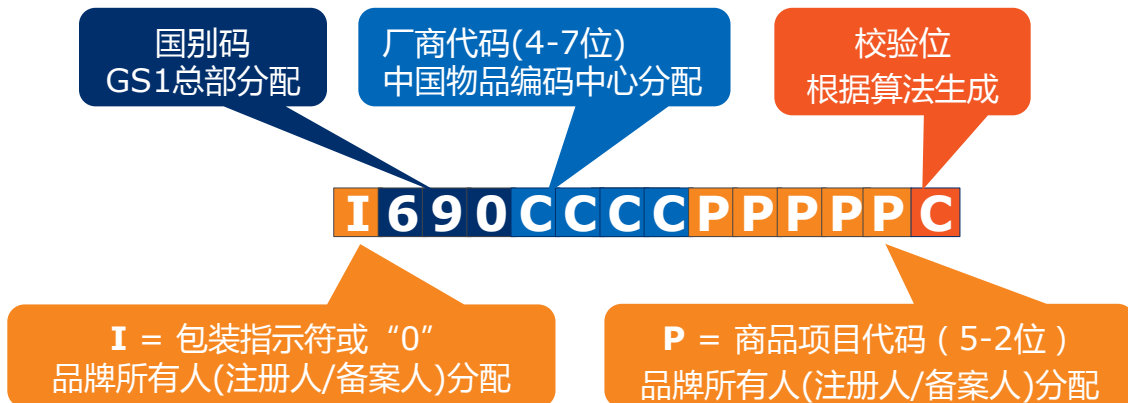 国别码
GS1总部分配
厂商代码(4-7位)
中国物品编码中心分配
校验位
根据算法生成
I690CCCCPPPPPC
I = 包装指示符或“0”
品牌所有人(注册人/备案人)分配
P = 商品项目代码（5-2位）
品牌所有人(注册人/备案人)分配